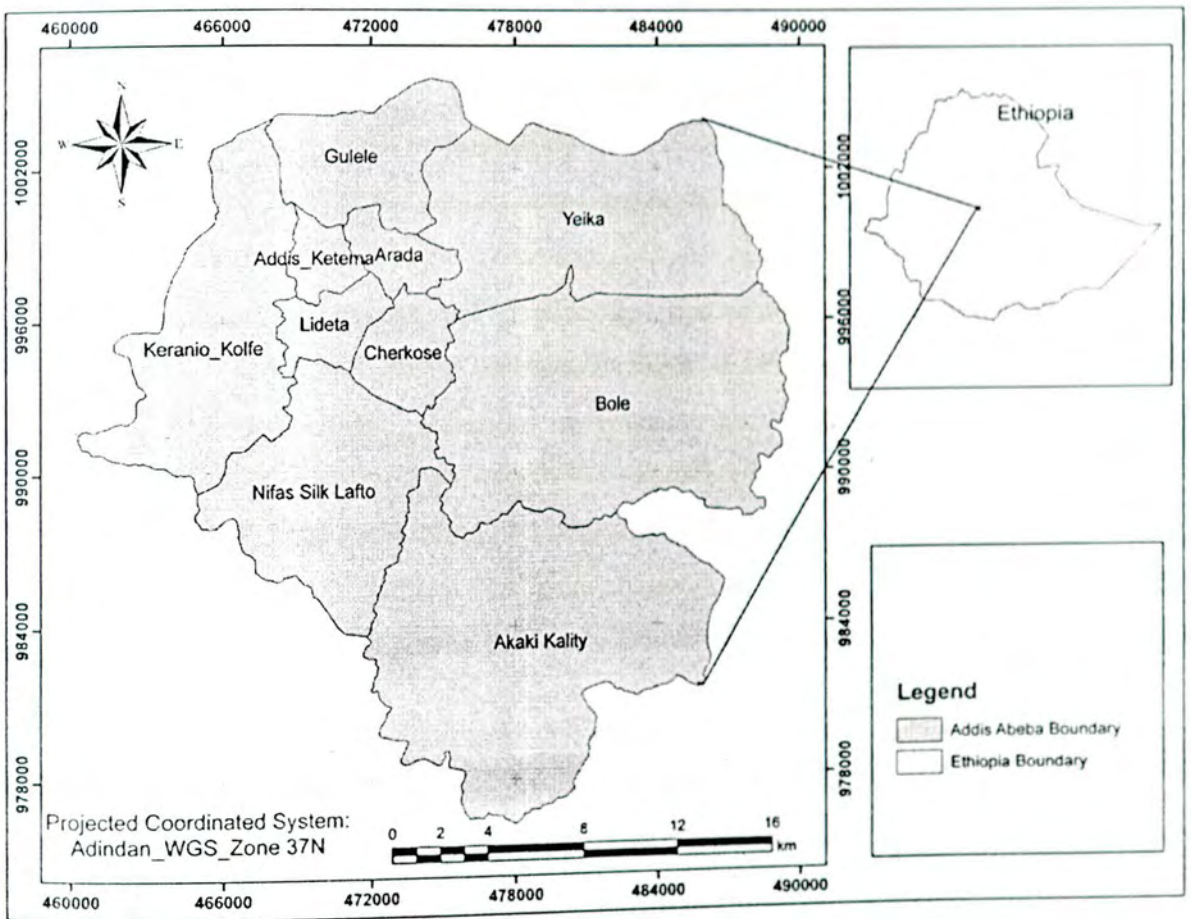 460000 466000 472000 478000 484000 490000
N
W E
S
1002000
996000
990000
984000
978000
Gulele
Yeika
Addis_Ketema
Arada
Lideta
Keranio_Kolfe
Cherkose
Bole
Nifas Silk Lafto
Akaki Kality
1002000
996000
990000
984000
978000
Projected Coordinated System:
Adindan_WGS_Zone 37N
0 2 4 8 12 16
km
460000 466000 472000 478000 484000 490000
Ethiopia
Legend
Addis Abeba Boundary
Ethiopia Boundary